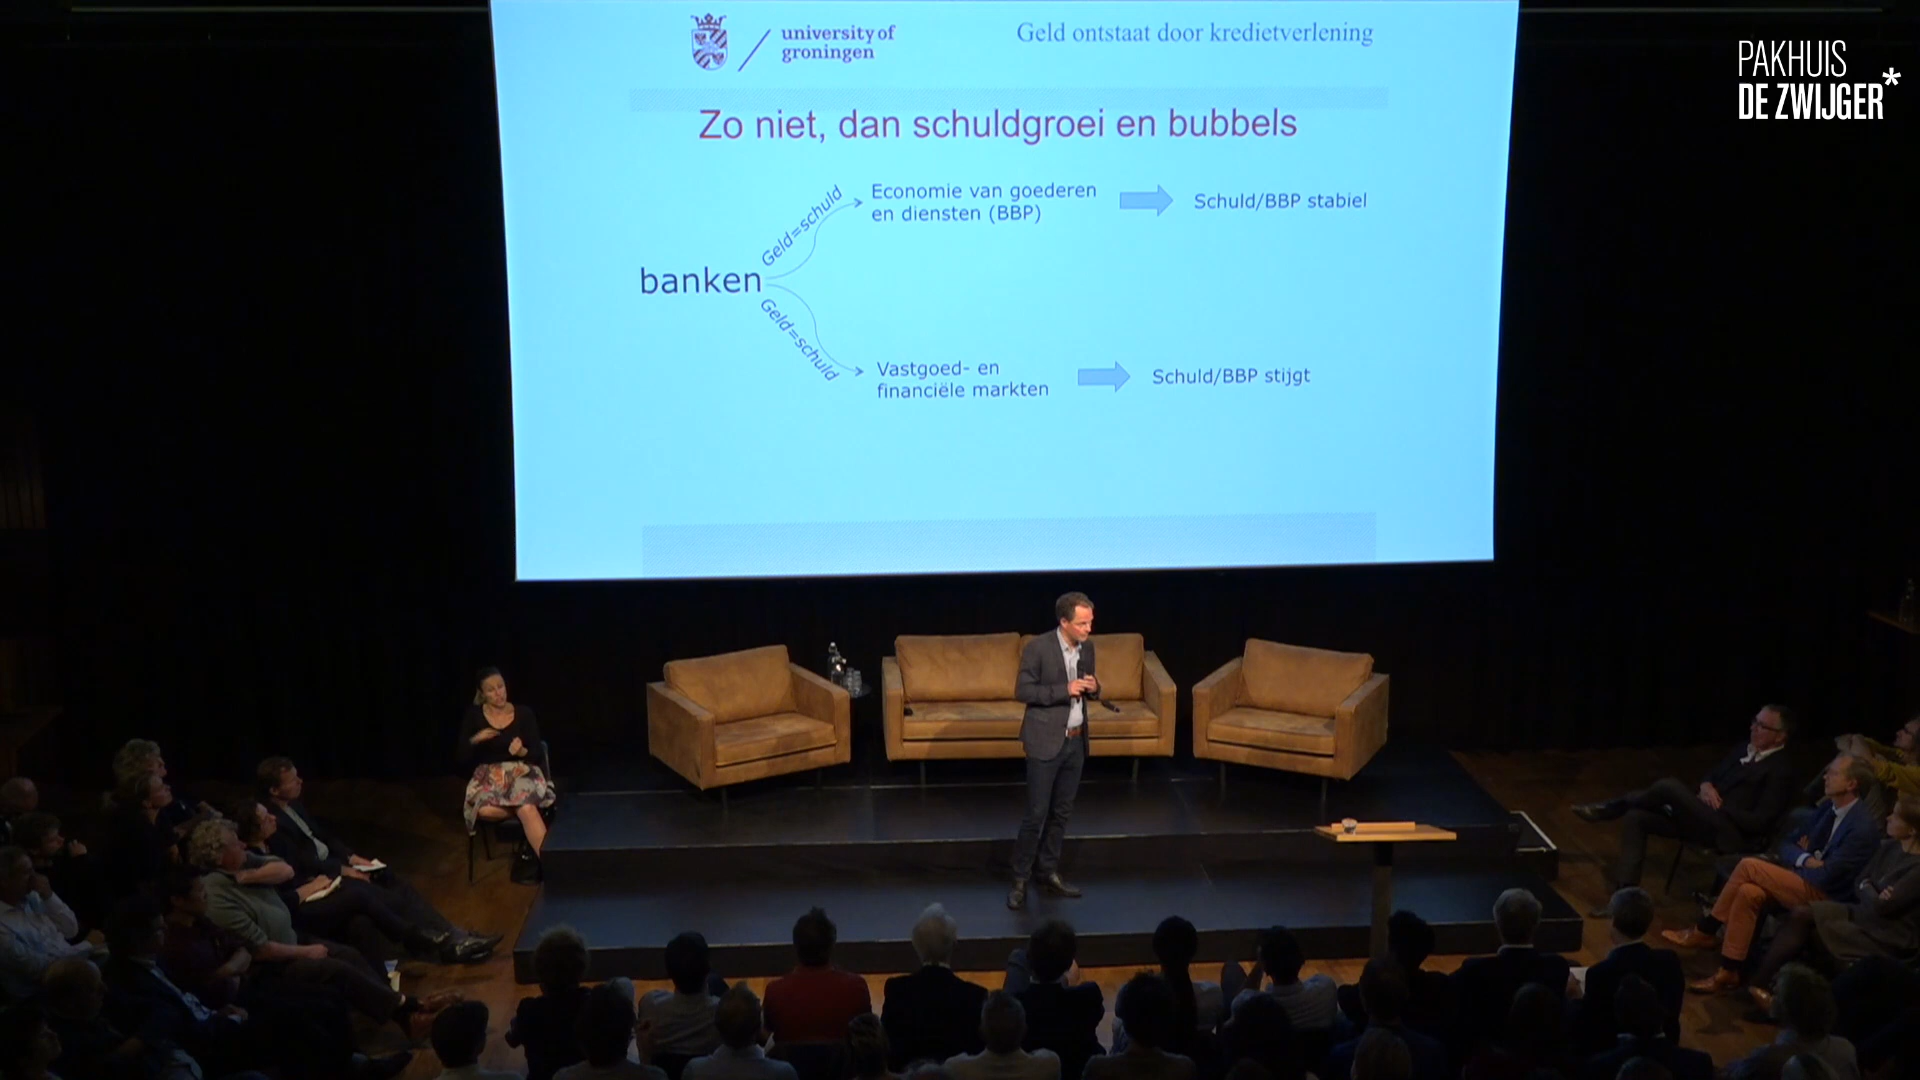 university of
groningen
Geld ontstaat door kredietverlening
PAKHUIS
DE ZWIJGER*
Zo niet, dan schuldgroei en bubbels
Geld=schuld
Economie van goederen
en diensten (BBP)
Schuld/BBP stabiel
banken
Geld=schuld
Vastgoed- en
financiële markten
Schuld/BBP stijgt